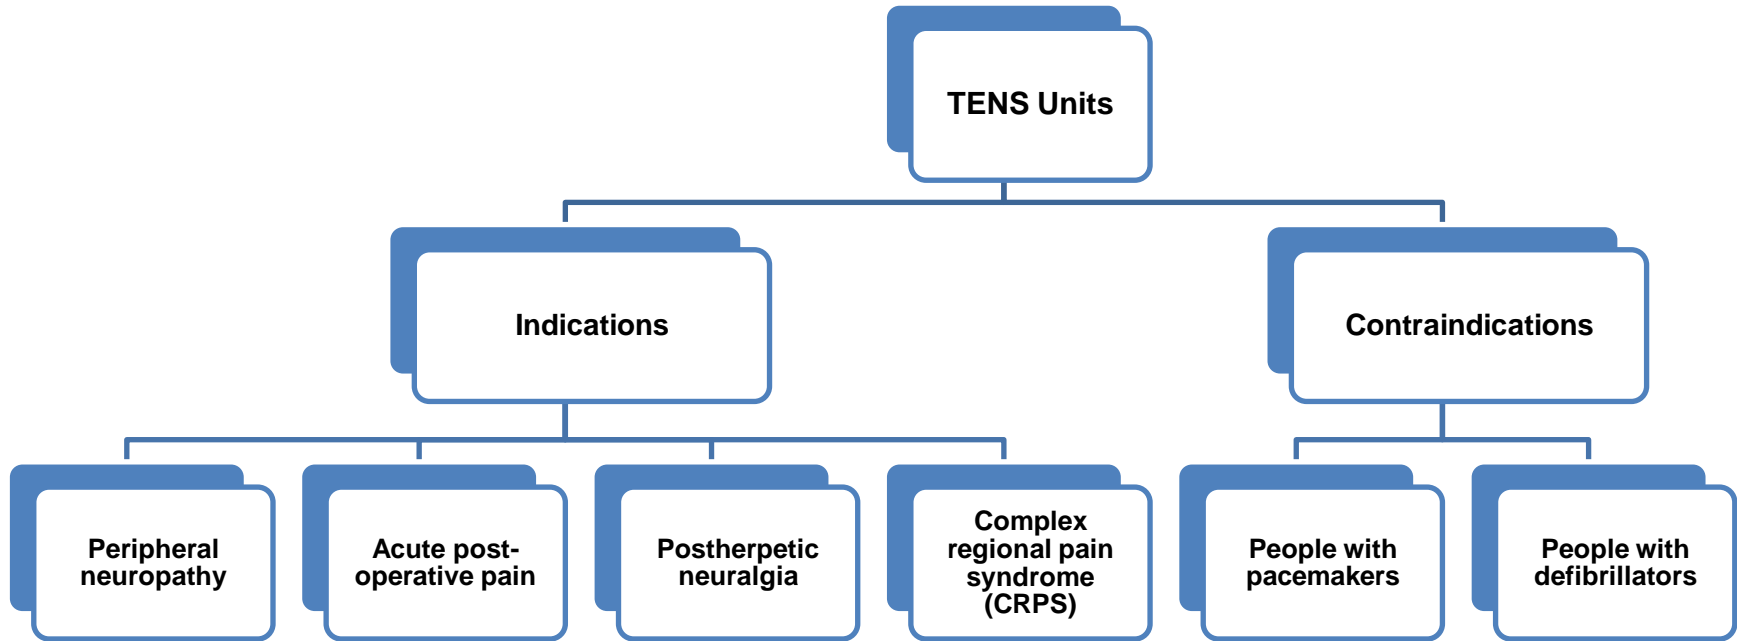 TENS Units
Indications
Contraindications
Peripheral
neuropathy
Acute post-
operative pain
Postherpetic
neuralgia
Complex
regional pain
syndrome
(CRPS)
People with
pacemakers
People with
defibrillators